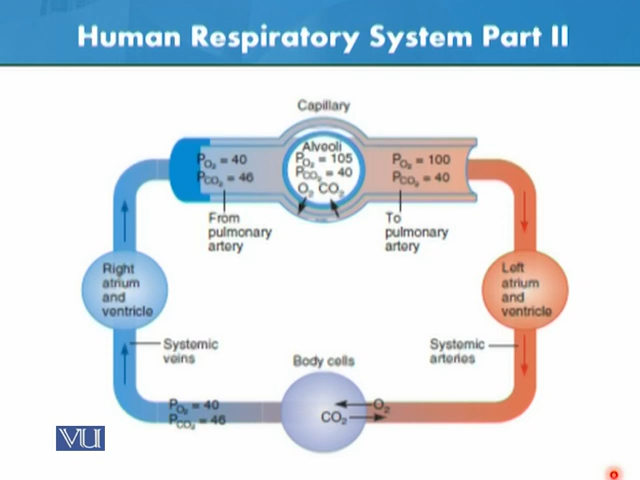 Human Respiratory System Part II
Capillary
Alveoli
PO₂ = 40
PCO₂ = 46
PO₂ = 105
PCO₂ = 40
O₂ CO₂
PO₂ = 100
PCO₂ = 40
From
pulmonary
artery
To
pulmonary
artery
Right
atrium
and
ventricle
Left
atrium
and
ventricle
Systemic
veins
Systemic
arteries
Body cells
PO₂ = 40
PCO₂ = 46
O₂
CO₂
VU